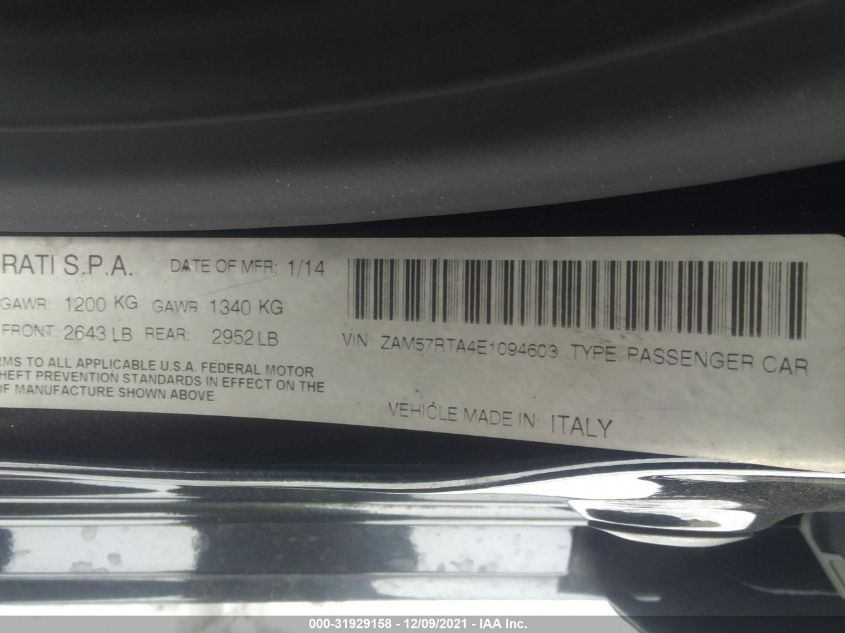 RATI S.P.A. DATE OF MFR: 1/14
GAWR: 1200 KG GAWR 1340 KG
FRONT: 2643 LB REAR: 2952 LB
RMS TO ALL APPLICABLE U.S.A. FEDERAL MOTOR
HEFT PREVENTION STANDARDS IN EFFECT ON THE
OF MANUFACTURE SHOWN ABOVE
VIN: ZAM57RTA4E1094603 TYPE: PASSENGER CAR
VEHICLE MADE IN: ITALY
000-31929158 - 12/09/2021 - IAA Inc.